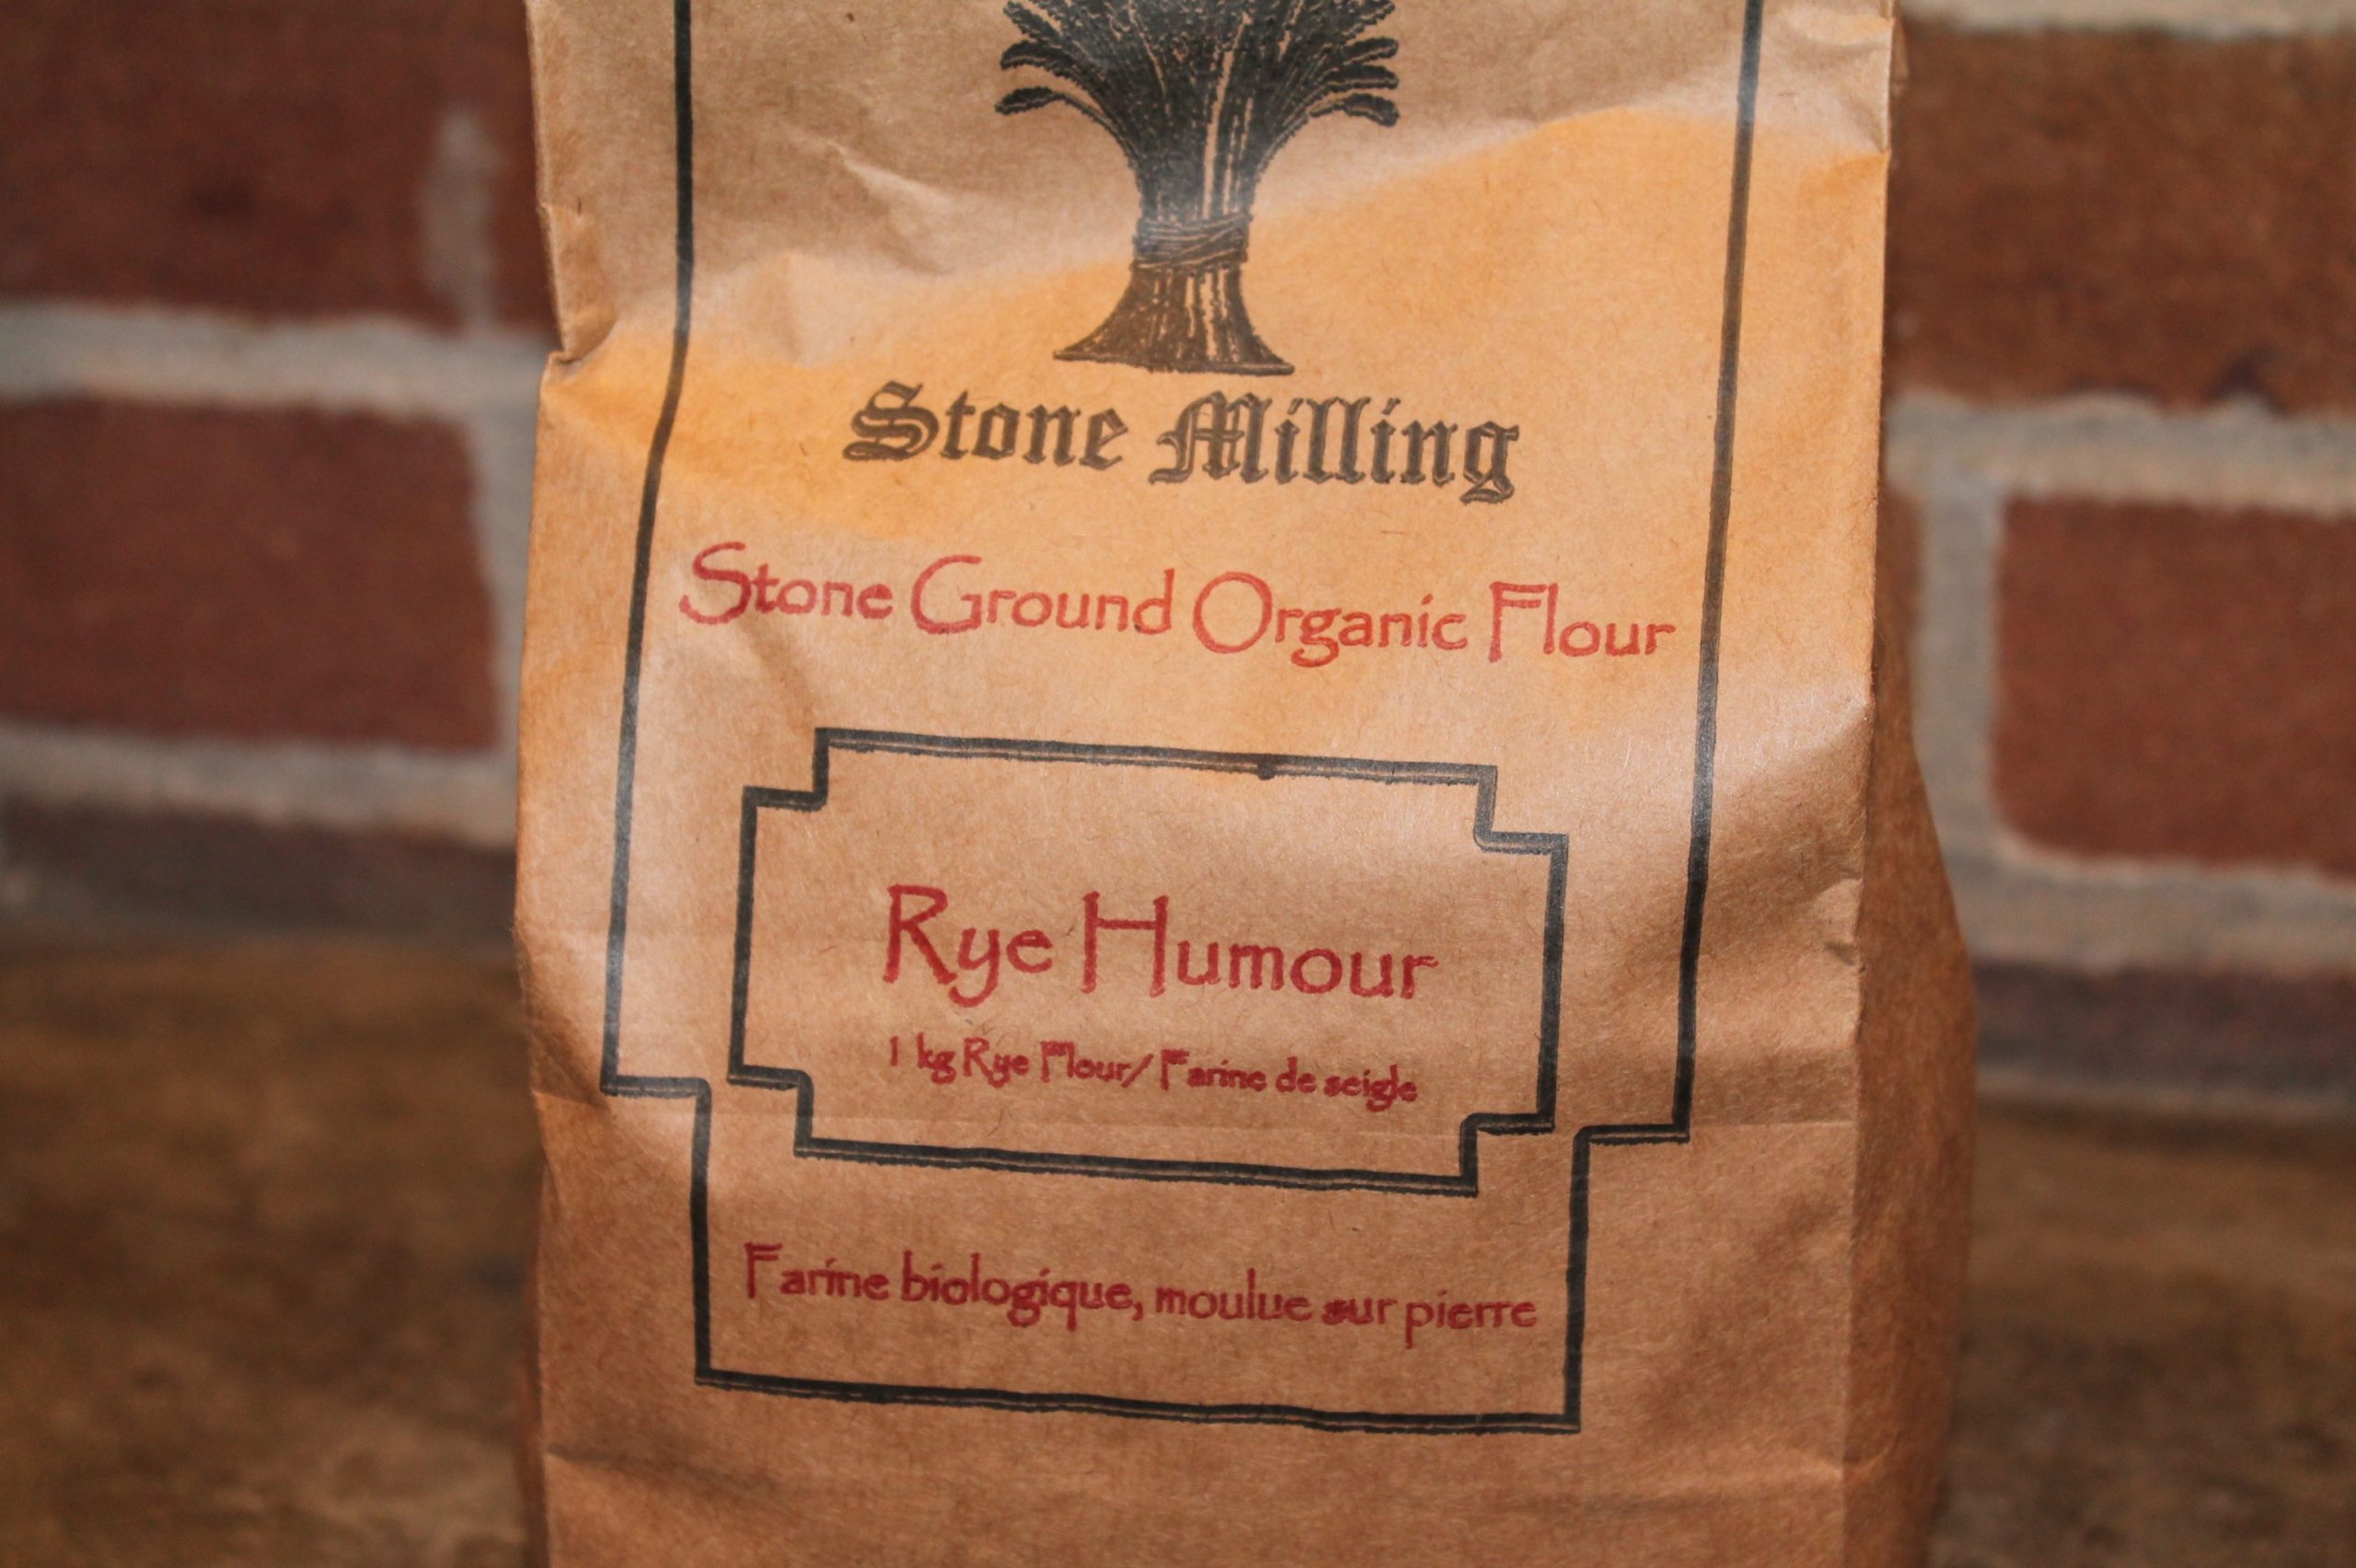 Stone Milling
Stone Ground Organic Flour
Rye Humour
1 kg Rye Flour/ Farine de seigle
Farine biologique, moulue sur pierre